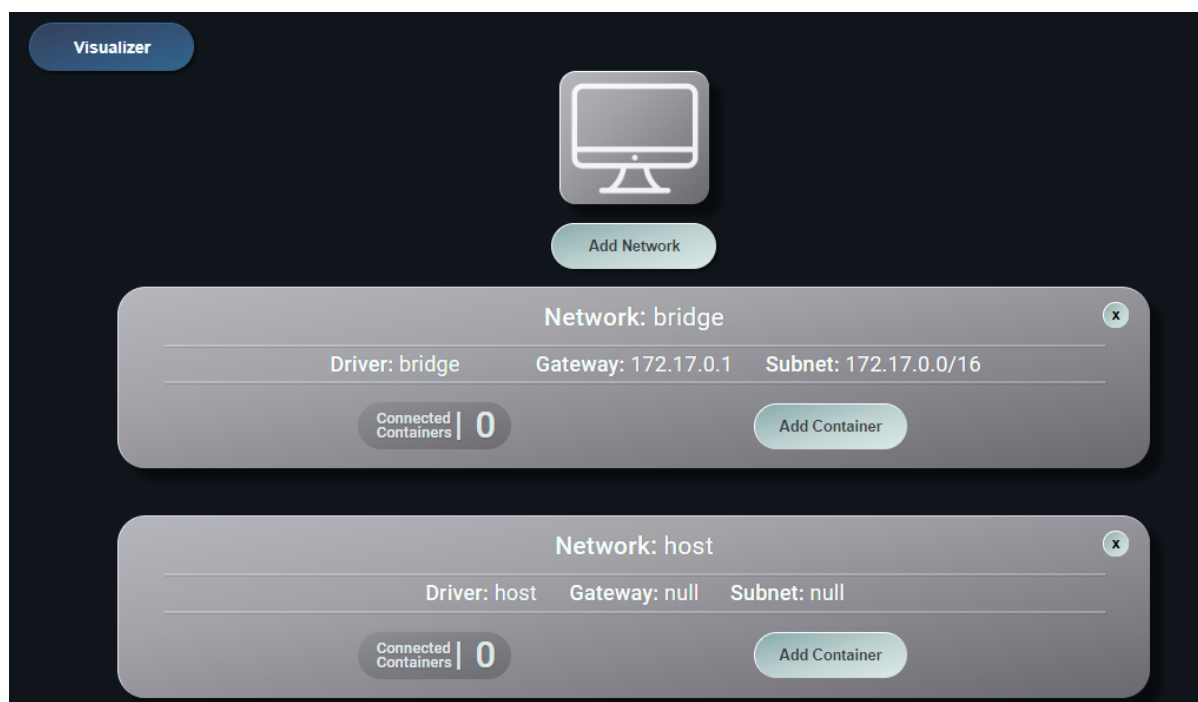 Visualizer
Add Network
Network: bridge
x
Driver: bridge Gateway: 172.17.0.1 Subnet: 172.17.0.0/16
Connected
Containers
0
Add Container
Network: host
x
Driver: host Gateway: null Subnet: null
Connected
Containers
0
Add Container